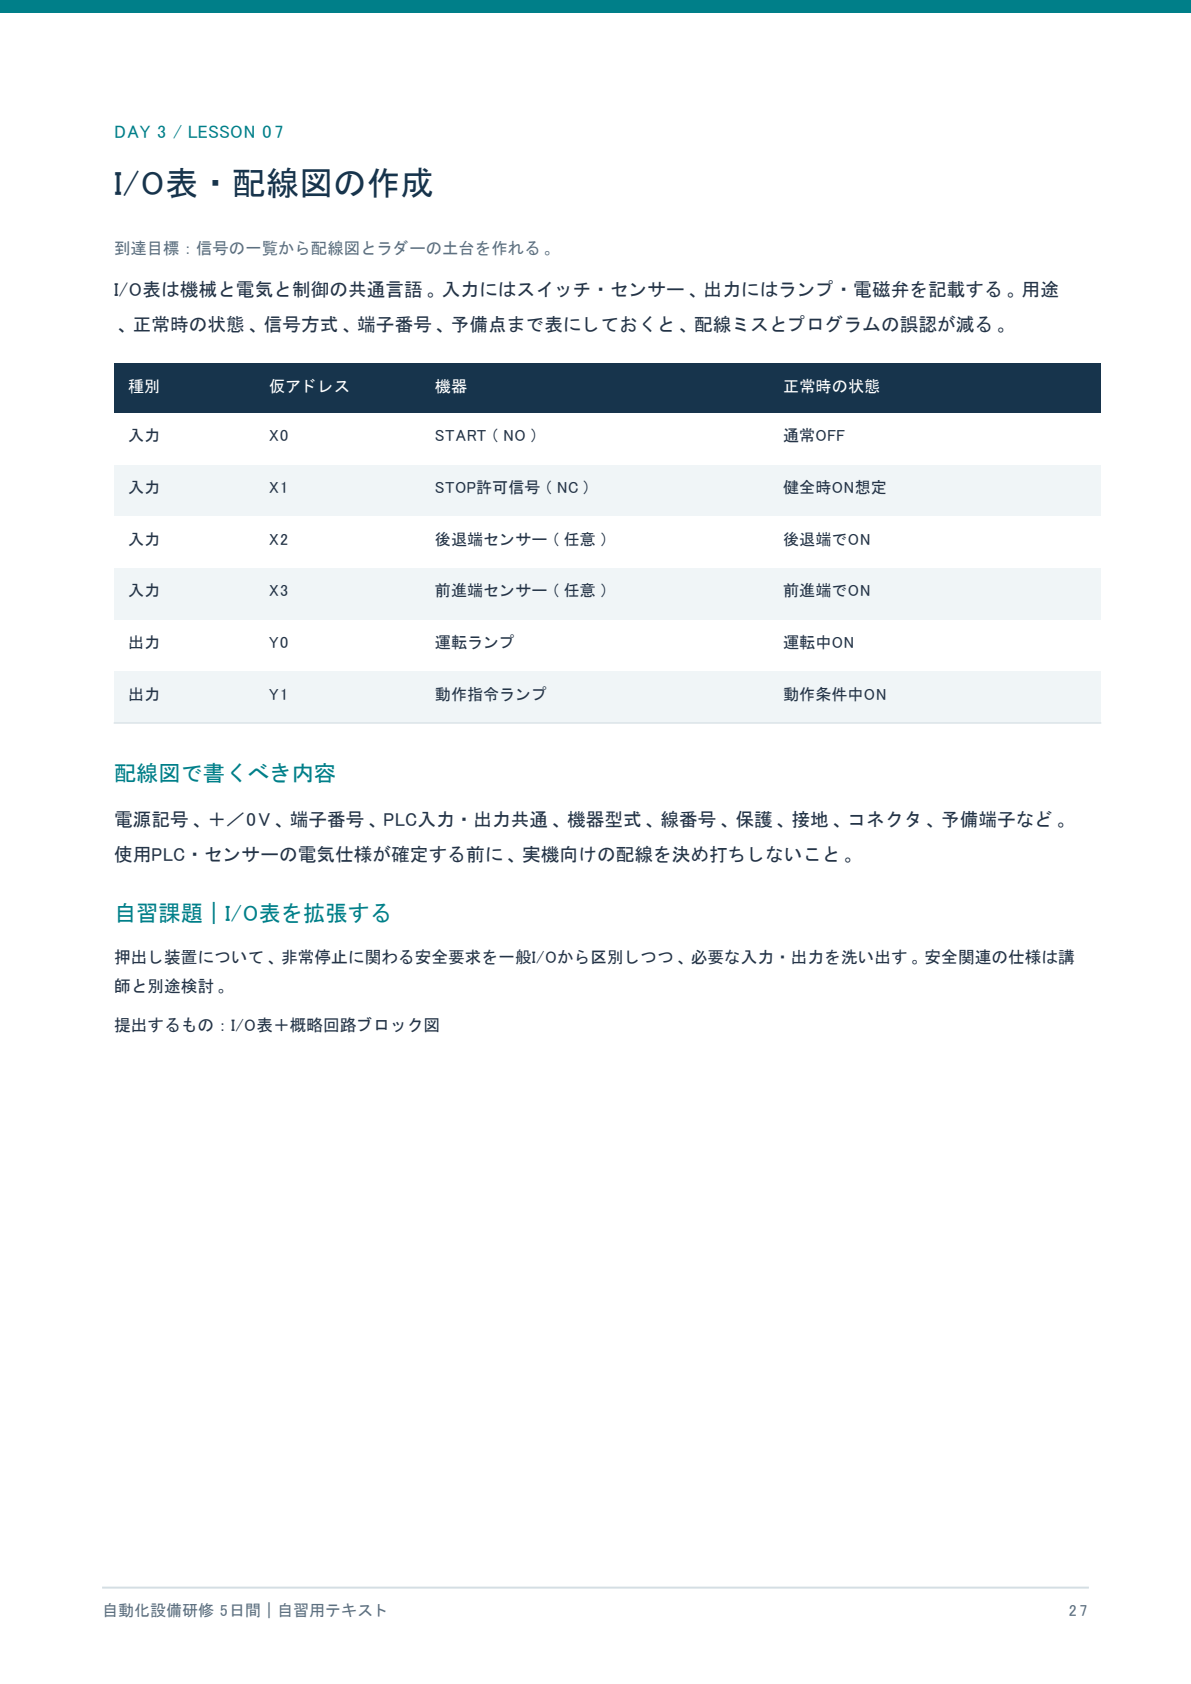 DAY 3 / LESSON 07
I/O表・配線図の作成
到達目標：信号の一覧から配線図とラダーの土台を作れる。
I/O表は機械と電気と制御の共通言語。入力にはスイッチ・センサー、出力にはランプ・電磁弁を記載する。用途
、正常時の状態、信号方式、端子番号、予備点まで表にしておくと、配線ミスとプログラムの誤認が減る。
種別 仮アドレス 機器 正常時の状態
入力 X0 START（NO） 通常OFF
入力 X1 STOP許可信号（NC） 健全時ON想定
入力 X2 後退端センサー（任意） 後退端でON
入力 X3 前進端センサー（任意） 前進端でON
出力 Y0 運転ランプ 運転中ON
出力 Y1 動作指令ランプ 動作条件中ON
配線図で書くべき内容
電源記号、＋／0V、端子番号、PLC入力・出力共通、機器型式、線番号、保護、接地、コネクタ、予備端子など。
使用PLC・センサーの電気仕様が確定する前に、実機向けの配線を決め打ちしないこと。
自習課題｜I/O表を拡張する
押出し装置について、非常停止に関わる安全要求を一般I/Oから区別しつつ、必要な入力・出力を洗い出す。安全関連の仕様は講
師と別途検討。
提出するもの：I/O表＋概略回路ブロック図
自動化設備研修 5日間｜自習用テキスト 27